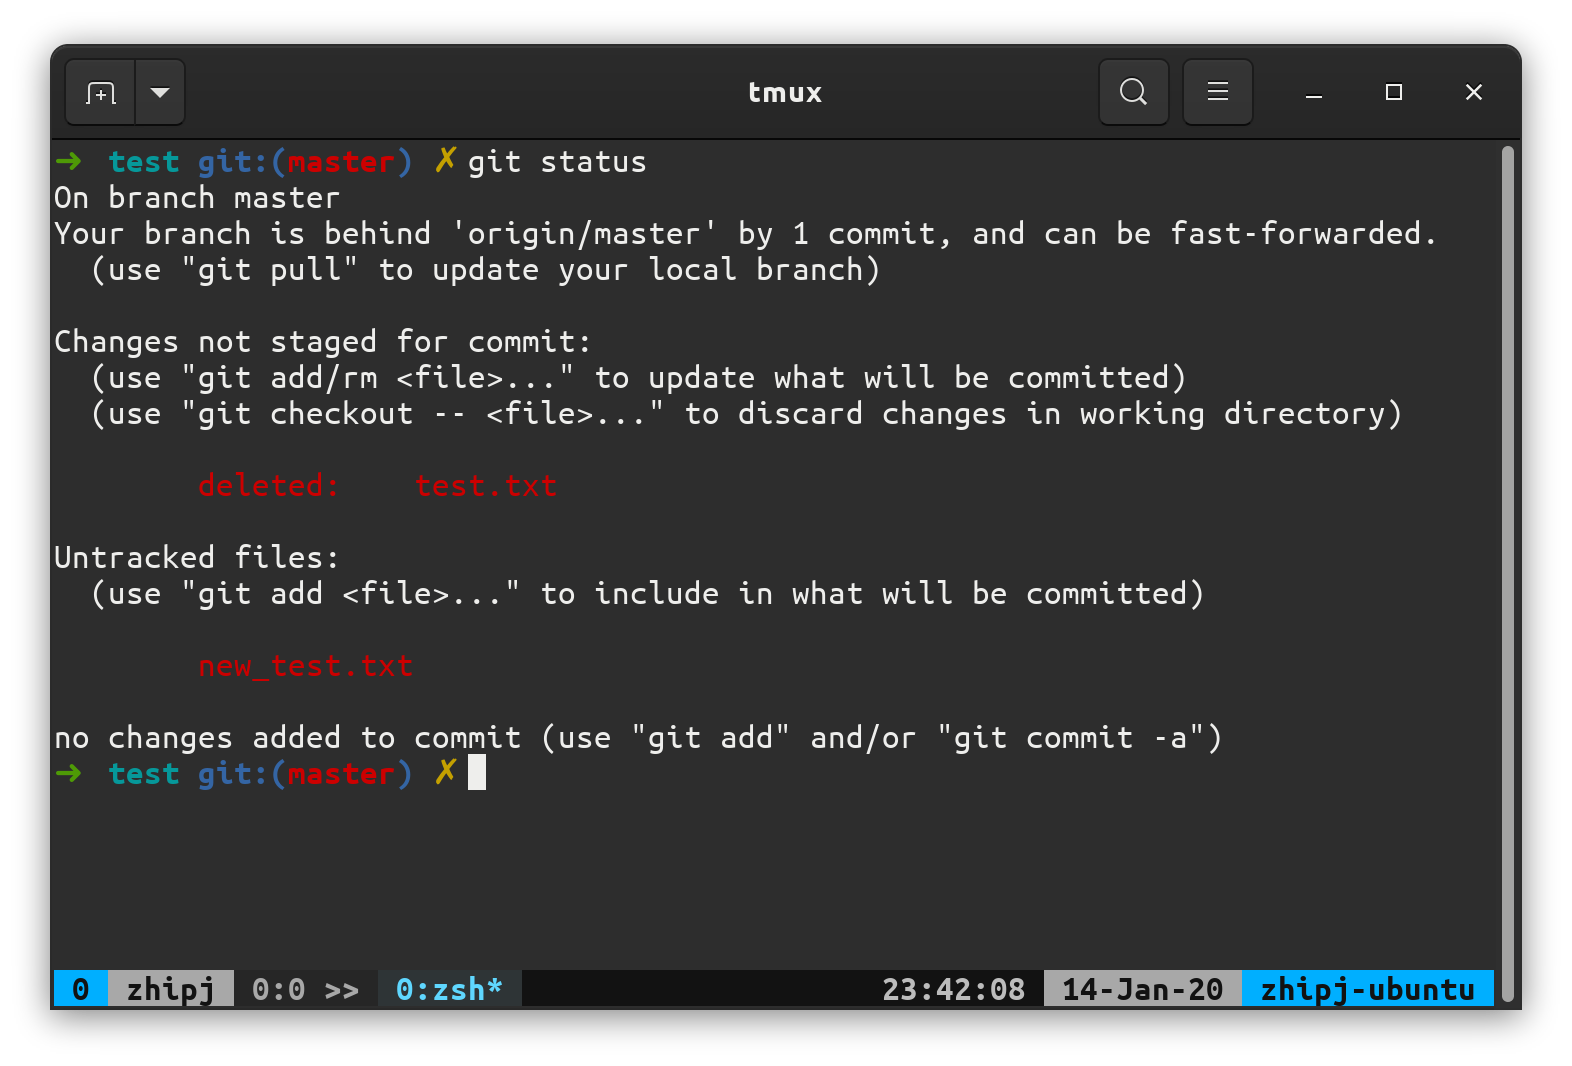 tmux
➜ test git:(master) ✗ git status
On branch master
Your branch is behind 'origin/master' by 1 commit, and can be fast-forwarded.
  (use "git pull" to update your local branch)

Changes not staged for commit:
  (use "git add/rm <file>..." to update what will be committed)
  (use "git checkout -- <file>..." to discard changes in working directory)

        deleted:    test.txt

Untracked files:
  (use "git add <file>..." to include in what will be committed)

        new_test.txt

no changes added to commit (use "git add" and/or "git commit -a")
➜ test git:(master) ✗
0 zhipj 0:0 >> 0:zsh* 23:42:08 14-Jan-20 zhipj-ubuntu